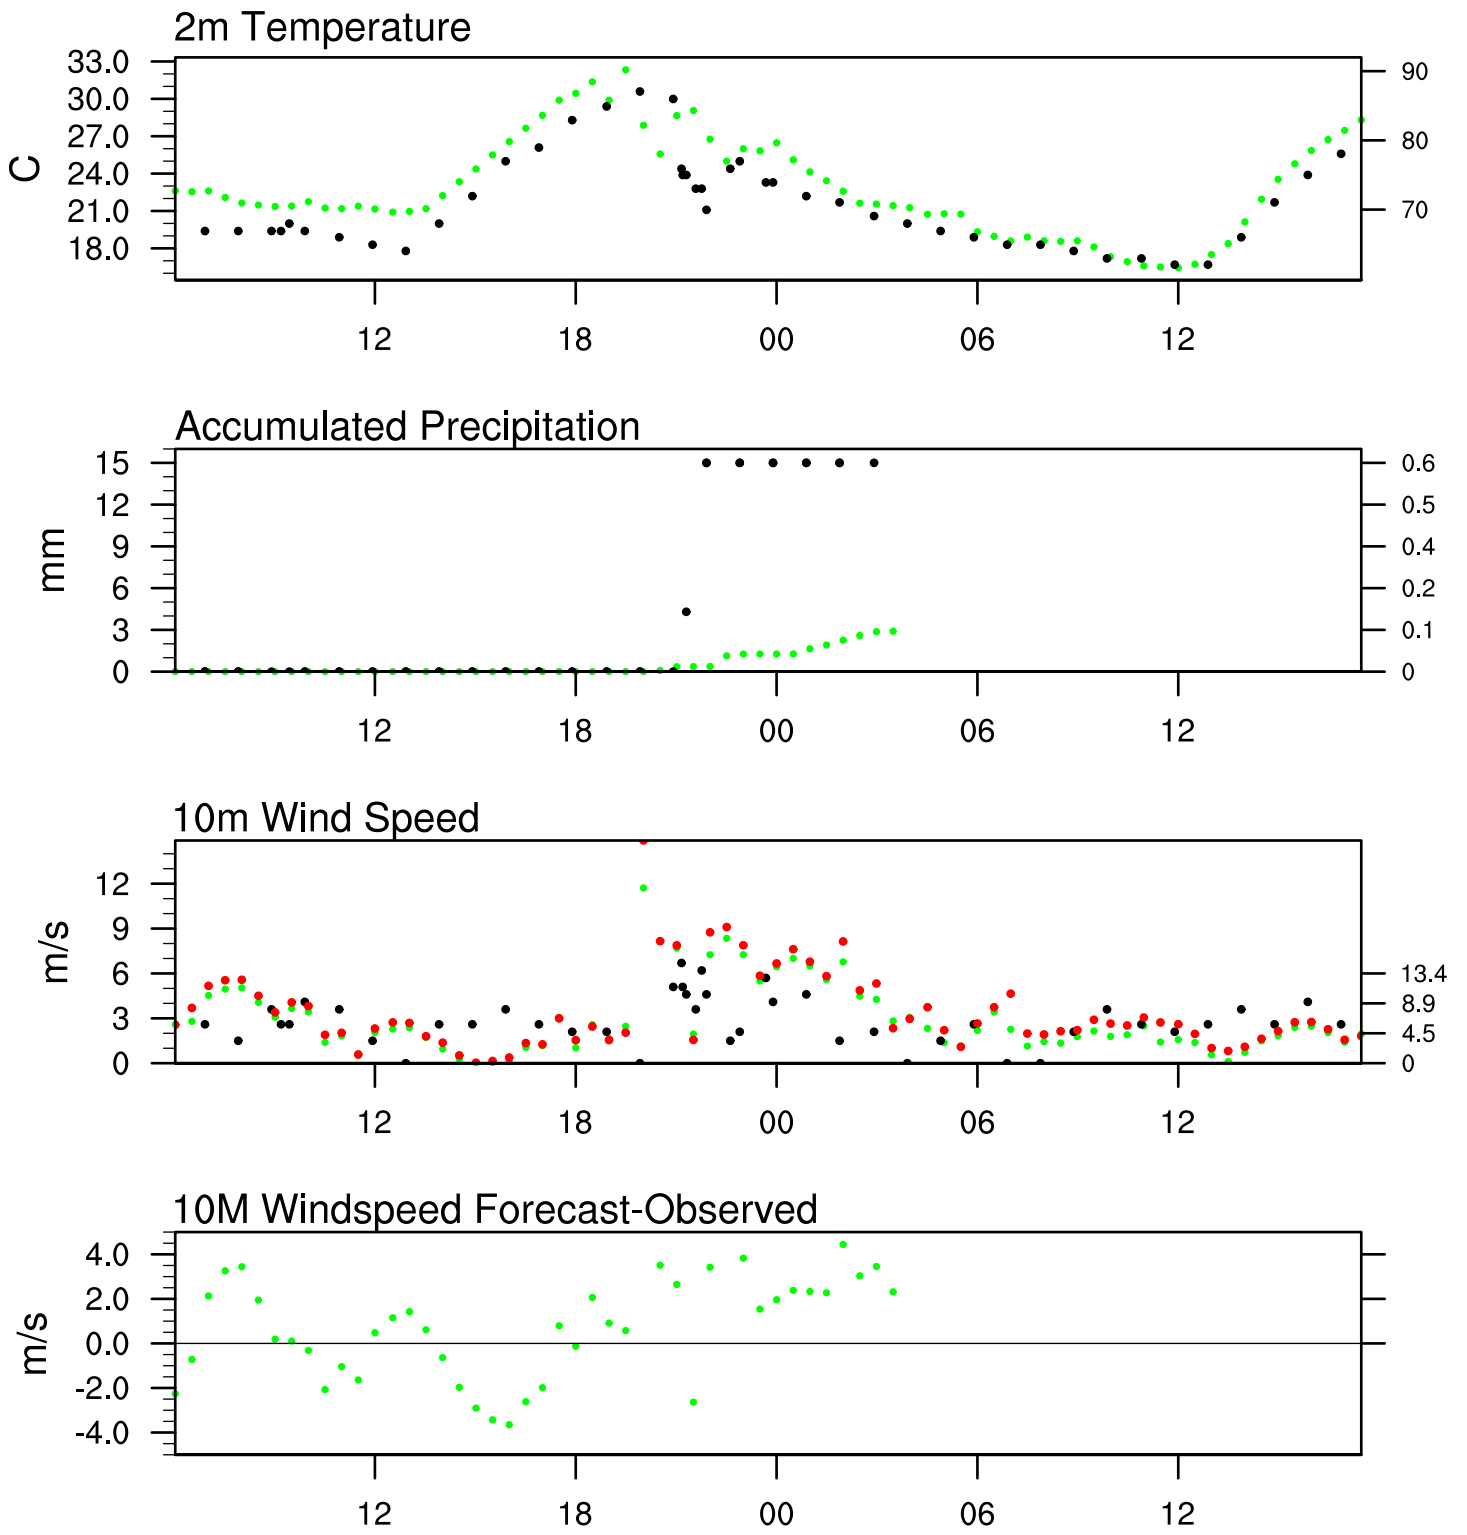 2m Temperature
33.0
30.0
27.0
24.0
21.0
18.0
C
90
80
70
12 18 00 06 12
Accumulated Precipitation
15
12
9
6
3
0
mm
0.6
0.5
0.4
0.2
0.1
0
12 18 00 06 12
10m Wind Speed
12
9
6
3
0
m/s
13.4
8.9
4.5
0
12 18 00 06 12
10M Windspeed Forecast-Observed
4.0
2.0
0.0
-2.0
-4.0
m/s
12 18 00 06 12